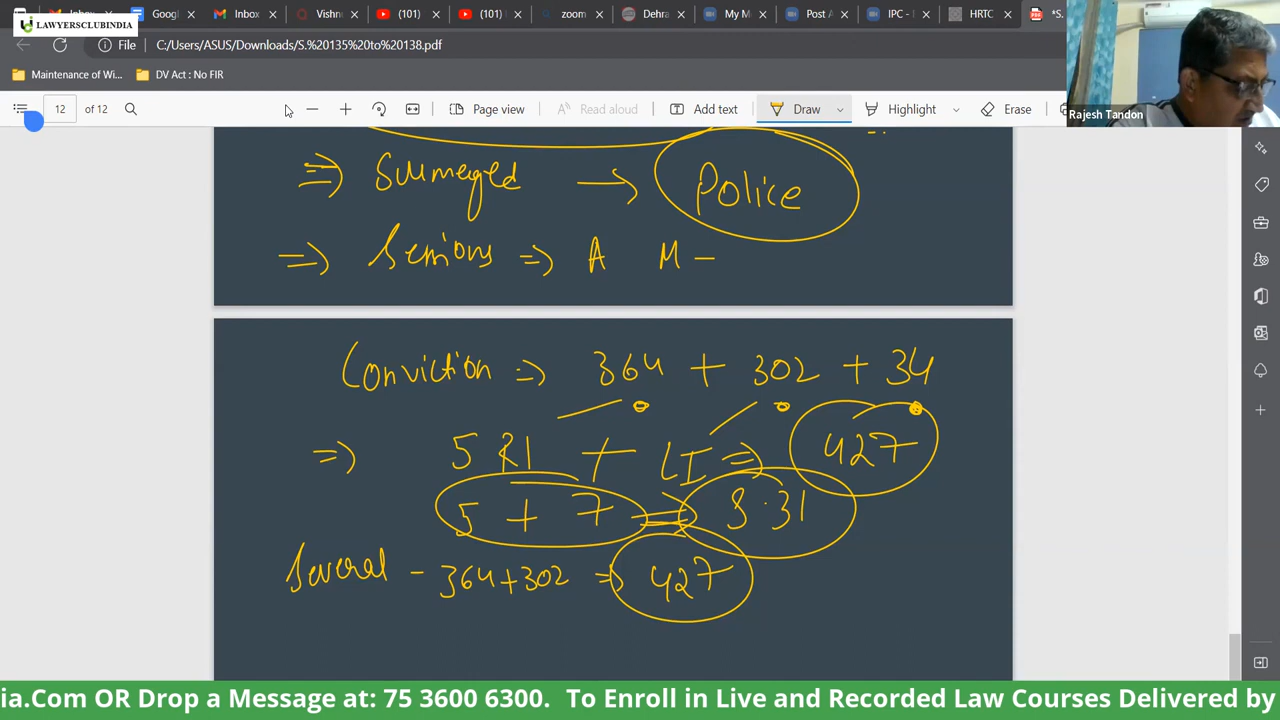 M Inbox
Googl
M Inbox
Vishn
(101)
(101)
zoom
Dehra
My M
Post
IPC - I
HRTC
*S.
LAWYERSCLUBINDIA
File C:/Users/ASUS/Downloads/S.%20135%20to%20138.pdf
Maintenance of Wi... DV Act : No FIR
12 of 12 Page view Read aloud Add text Draw Highlight Erase
Rajesh Tandon
=> Submerged → Police
=> Serious => A M -
Conviction => 364 + 302 + 34
=> 5 RI + LI => 427
5 + 7 = S.31
Several - 364+302 => 427
ia.Com OR Drop a Message at: 75 3600 6300. To Enroll in Live and Recorded Law Courses Delivered by